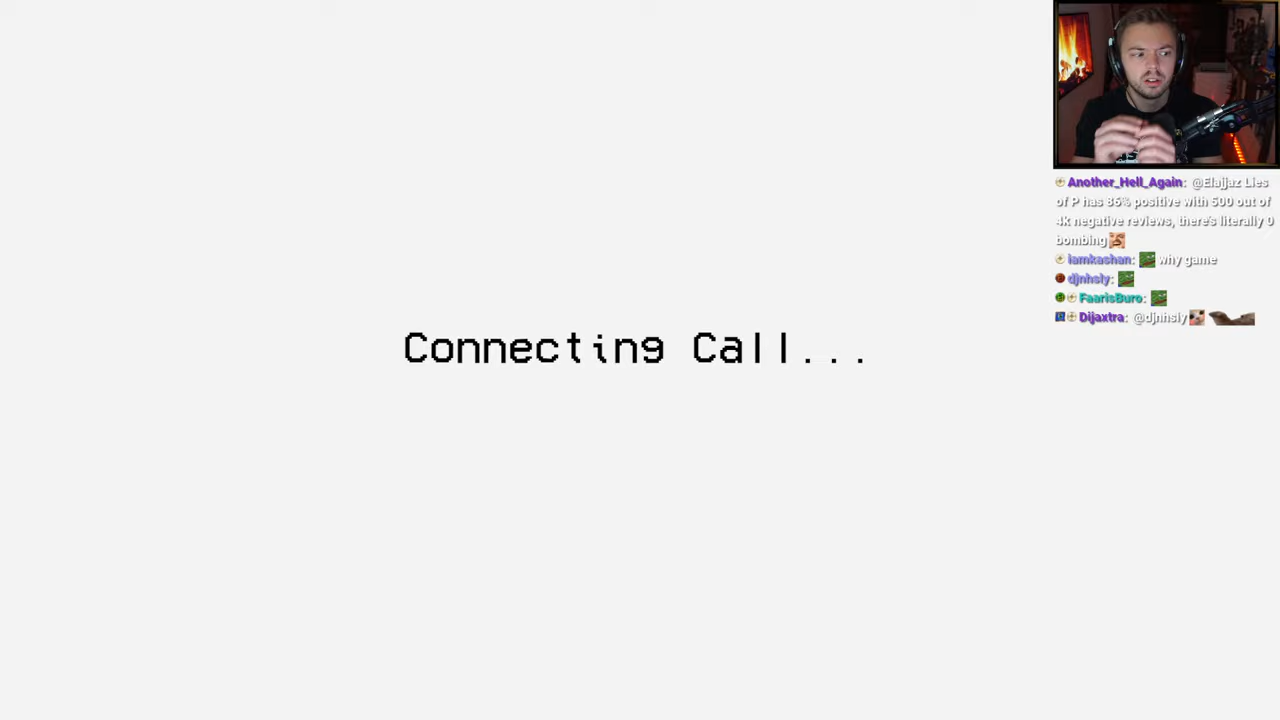 Connecting Call...
Another_Hell_Again: @Elajjaz Lies
of P has 86% positive with 500 out of
4k negative reviews, there's literally 0
bombing
iamkashan: why game
djnhsly:
FaarisBuro:
Dijaxtra: @djnhsly